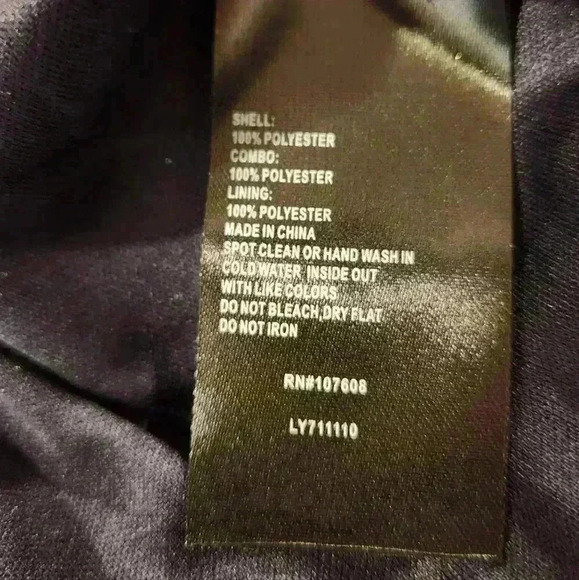 SHELL:
100% POLYESTER
COMBO:
100% POLYESTER
LINING:
100% POLYESTER
MADE IN CHINA
SPOT CLEAN OR HAND WASH IN
COLD WATER INSIDE OUT
WITH LIKE COLORS
DO NOT BLEACH,DRY FLAT
DO NOT IRON
RN#107608
LY711110